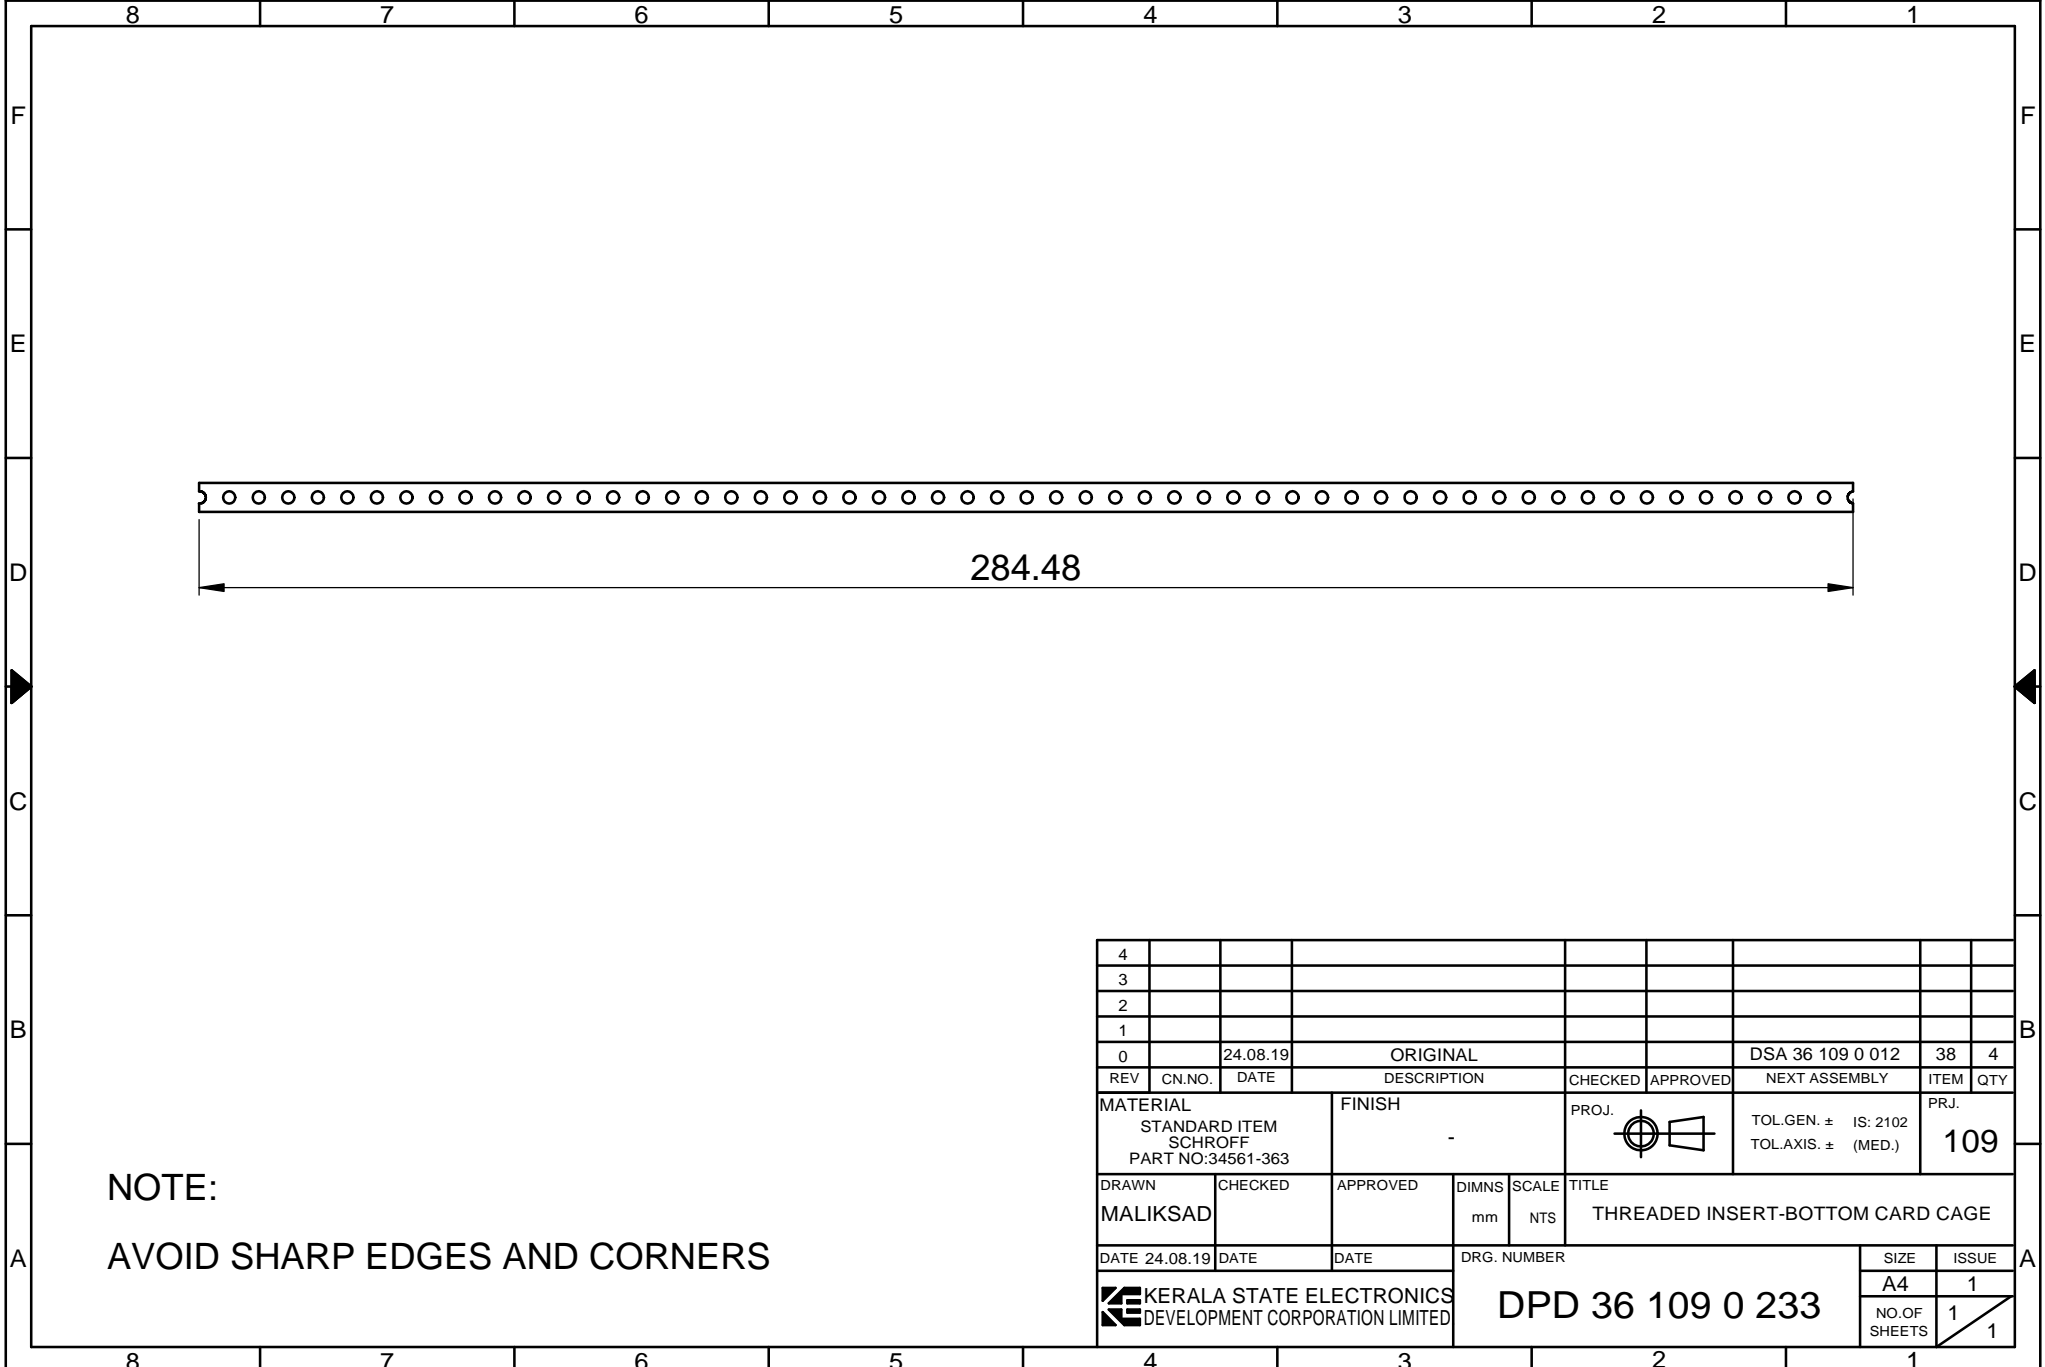 8 7 6 5 4 3 2 1
F F
E E
284.48
D D
C C
4
3
2
1
B B
0 24.08.19 ORIGINAL DSA 36 109 0 012 38 4
REV CN.NO. DATE DESCRIPTION CHECKED APPROVED NEXT ASSEMBLY ITEM QTY
MATERIAL
STANDARD ITEM
SCHROFF
PART NO:34561-363
FINISH
-
PROJ.
TOL.GEN. ± IS: 2102
TOL.AXIS. ± (MED.)
PRJ.
109
NOTE:
AVOID SHARP EDGES AND CORNERS
DRAWN
MALIKSAD
CHECKED
APPROVED
DIMNS
mm
SCALE
NTS
TITLE
THREADED INSERT-BOTTOM CARD CAGE
A A
DATE 24.08.19 DATE DATE
KERALA STATE ELECTRONICS
DEVELOPMENT CORPORATION LIMITED
DRG. NUMBER
DPD 36 109 0 233
SIZE
A4
ISSUE
1
NO.OF
SHEETS
1
1
8 7 6 5 4 3 2 1